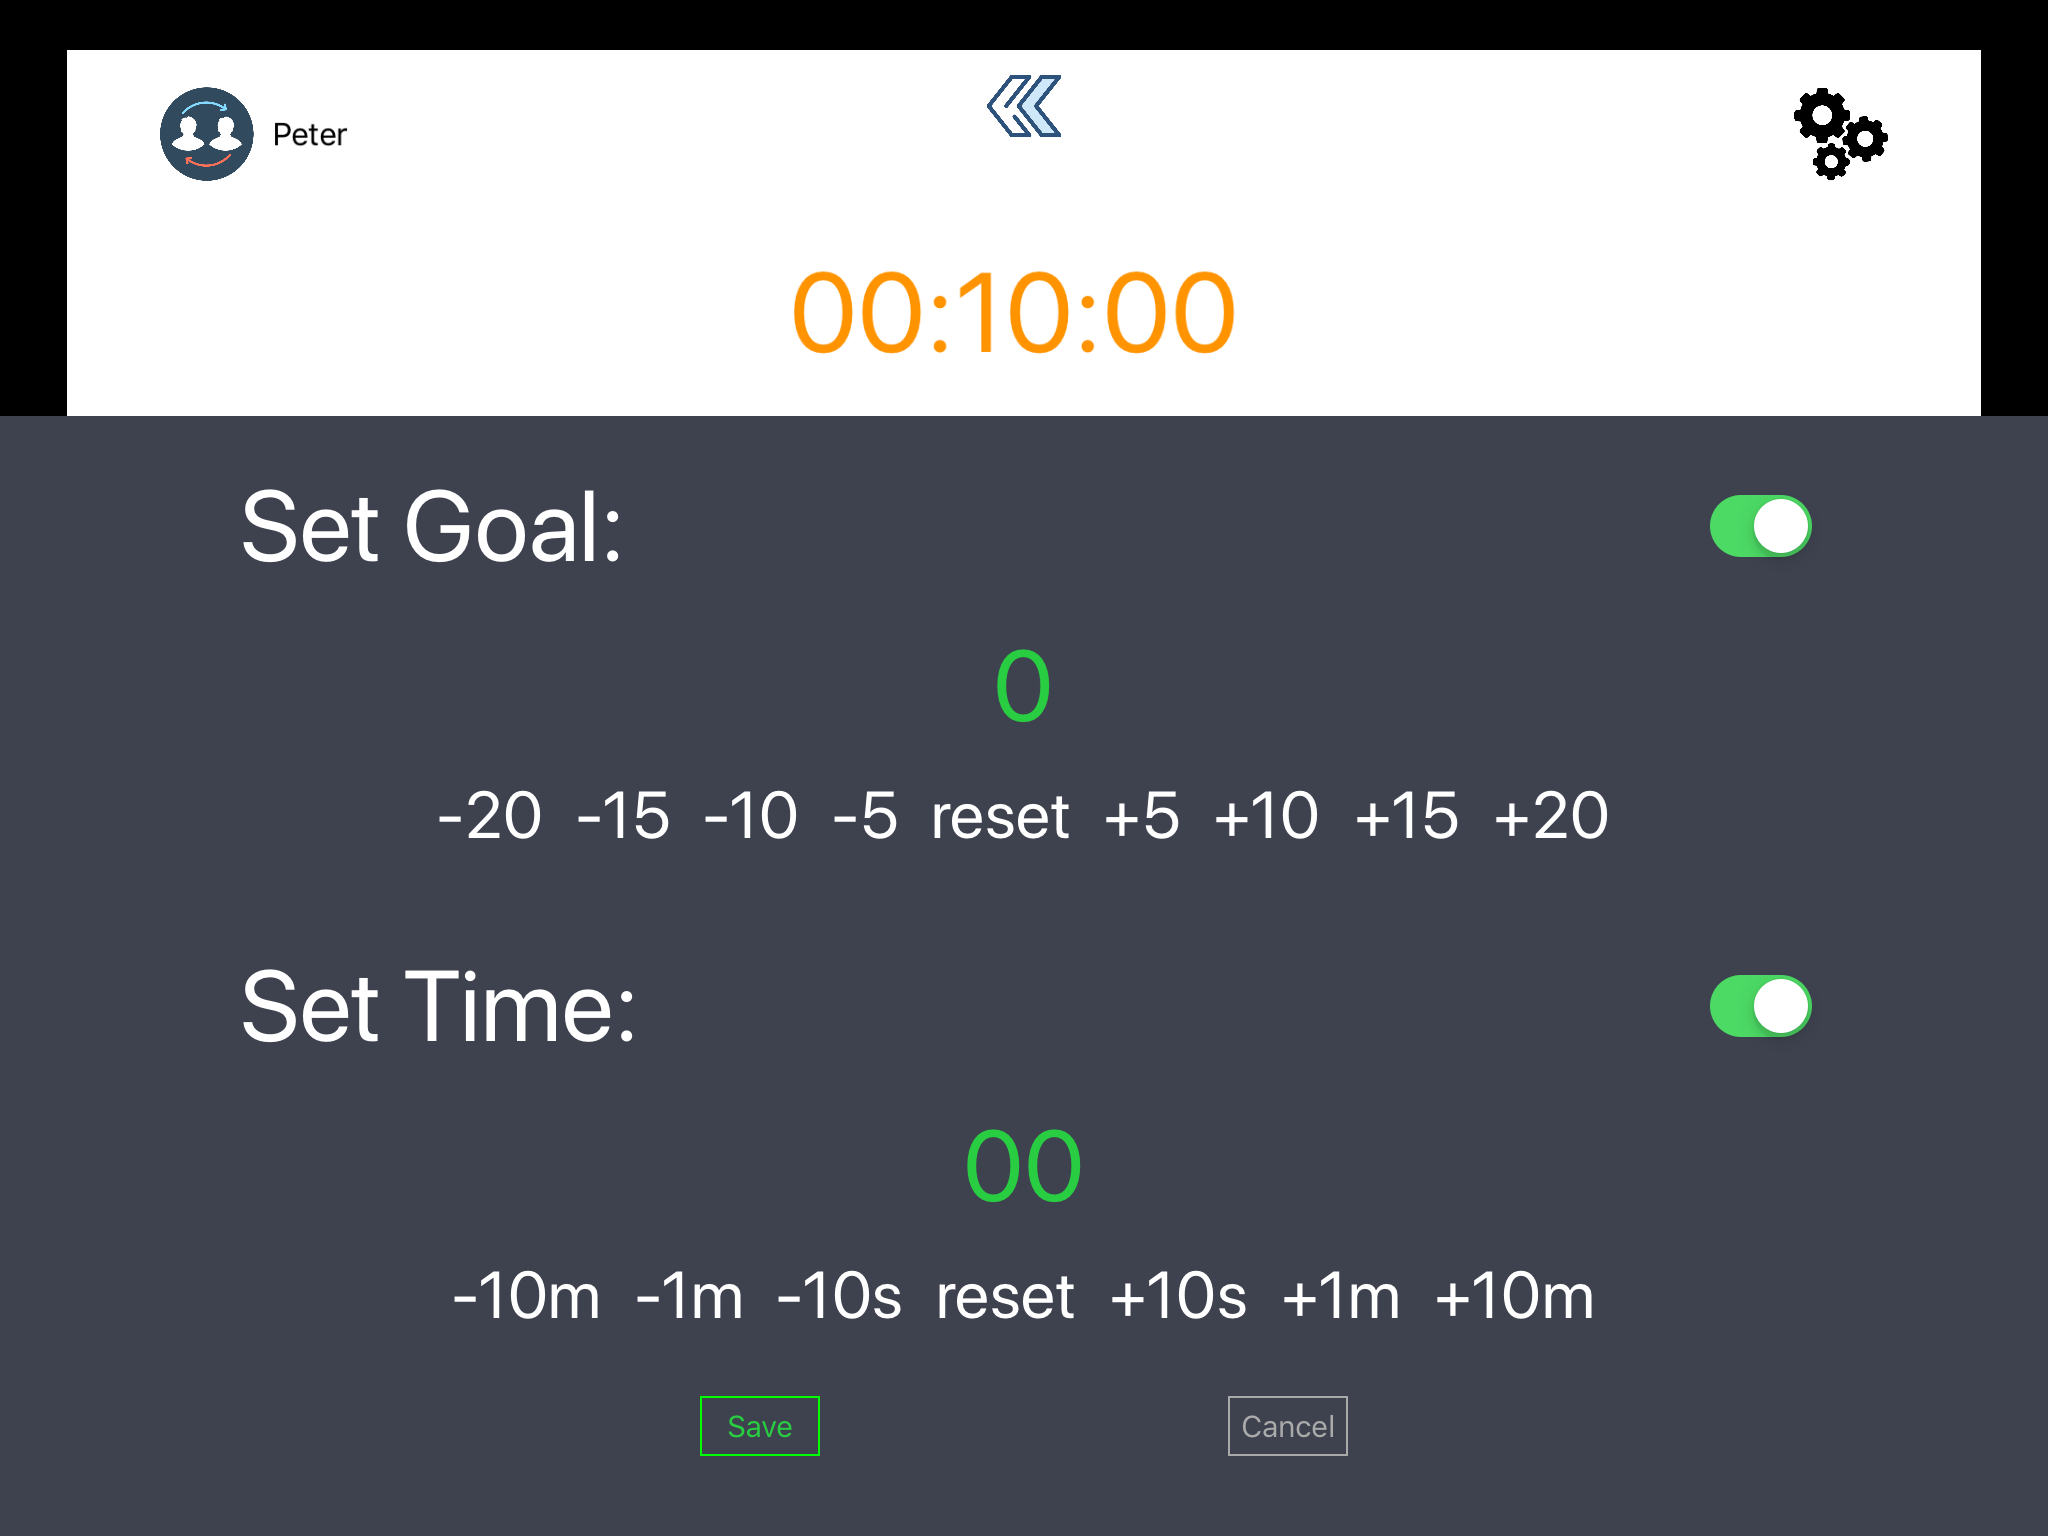 Peter
00:10:00
Set Goal:
0
-20 -15 -10 -5 reset +5 +10 +15 +20
Set Time:
00
-10m -1m -10s reset +10s +1m +10m
Save Cancel